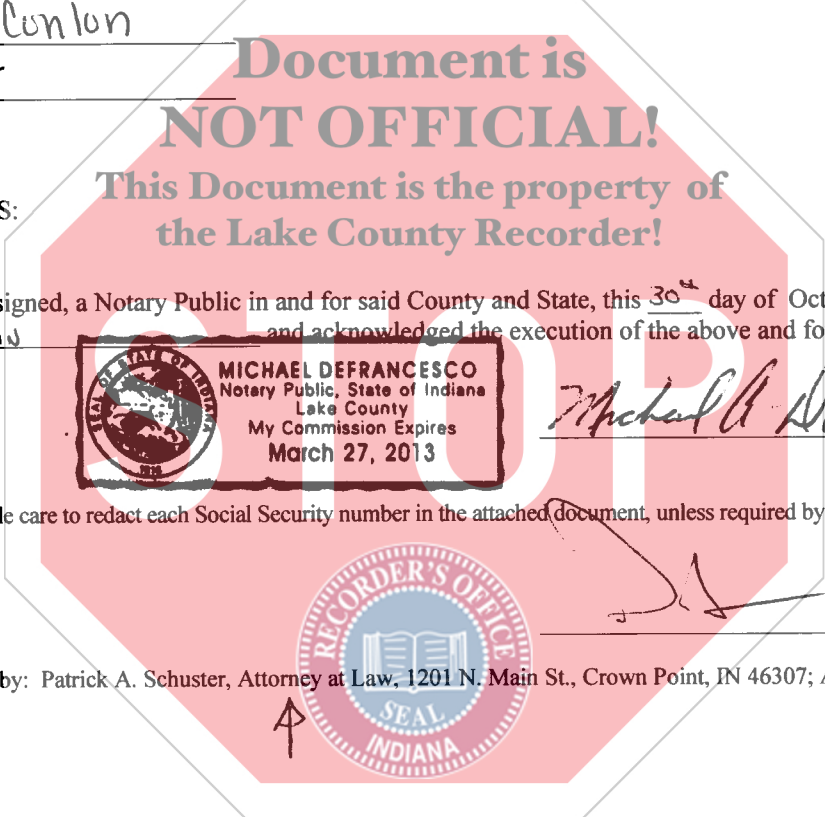 Conlon
Document is
NOT OFFICIAL!
This Document is the property of
the Lake County Recorder!
S:
signed, a Notary Public in and for said County and State, this 30th day of Oct
N and acknowledged the execution of the above and fo
SEAL OF STATE OF INDIANA
1816
MICHAEL DEFRANCESCO
Notary Public, State of Indiana
Lake County
My Commission Expires
March 27, 2013
Michael A D
STOP
le care to redact each Social Security number in the attached document, unless required by
RECORDER'S OFFICE
SEAL
INDIANA
by: Patrick A. Schuster, Attorney at Law, 1201 N. Main St., Crown Point, IN 46307; A